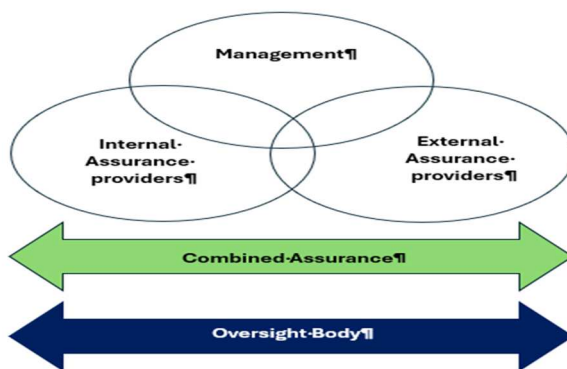 Management¶
Internal·
Assurance·
providers¶
External·
Assurance·
providers¶
Combined·Assurance¶
Oversight·Body¶